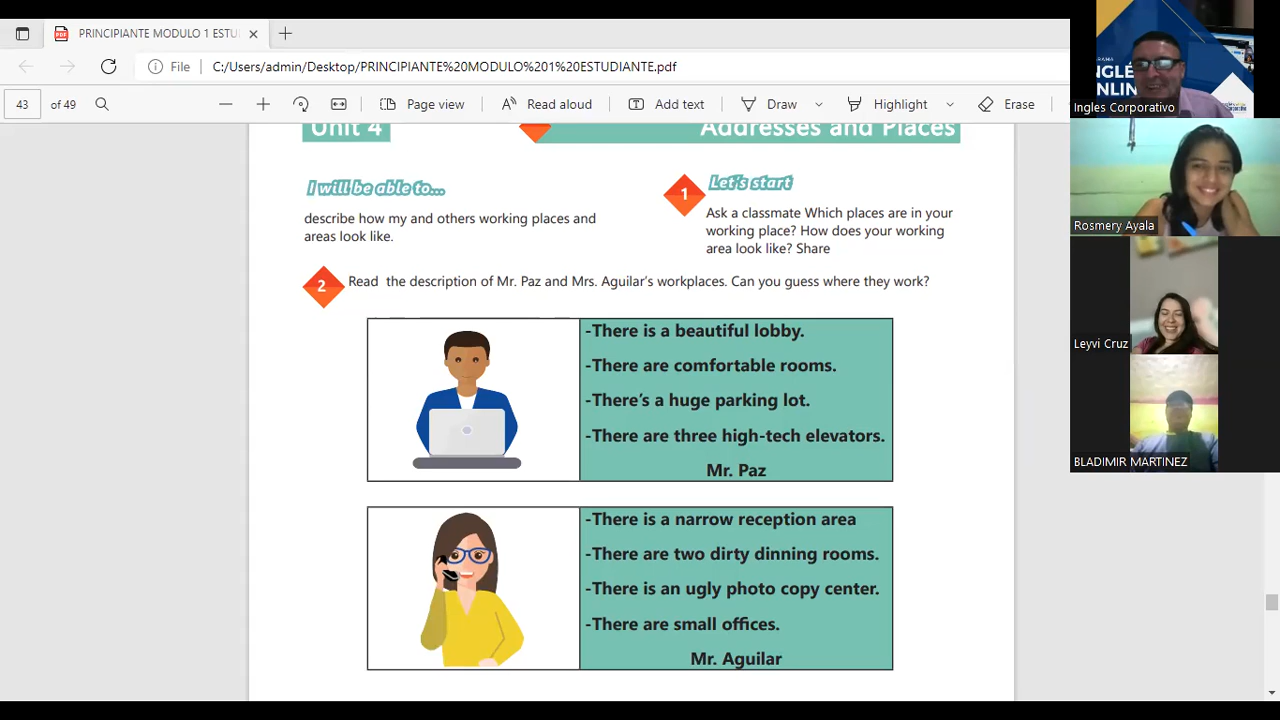 PRINCIPIANTE MODULO 1 ESTU
File
C:/Users/admin/Desktop/PRINCIPIANTE%20MODULO%201%20ESTUDIANTE.pdf
43
of 49
Page view
Read aloud
Add text
Draw
Highlight
Erase
Unit 4
Addresses and Places
I will be able to...
describe how my and others working places and
areas look like.
1
Let's start
Ask a classmate Which places are in your
working place? How does your working
area look like? Share
2
Read the description of Mr. Paz and Mrs. Aguilar's workplaces. Can you guess where they work?
-There is a beautiful lobby.
-There are comfortable rooms.
-There's a huge parking lot.
-There are three high-tech elevators.
Mr. Paz
-There is a narrow reception area
-There are two dirty dinning rooms.
-There is an ugly photo copy center.
-There are small offices.
Mr. Aguilar
Ingles Corporativo
Rosmery Ayala
Leyvi Cruz
BLADIMIR MARTINEZ